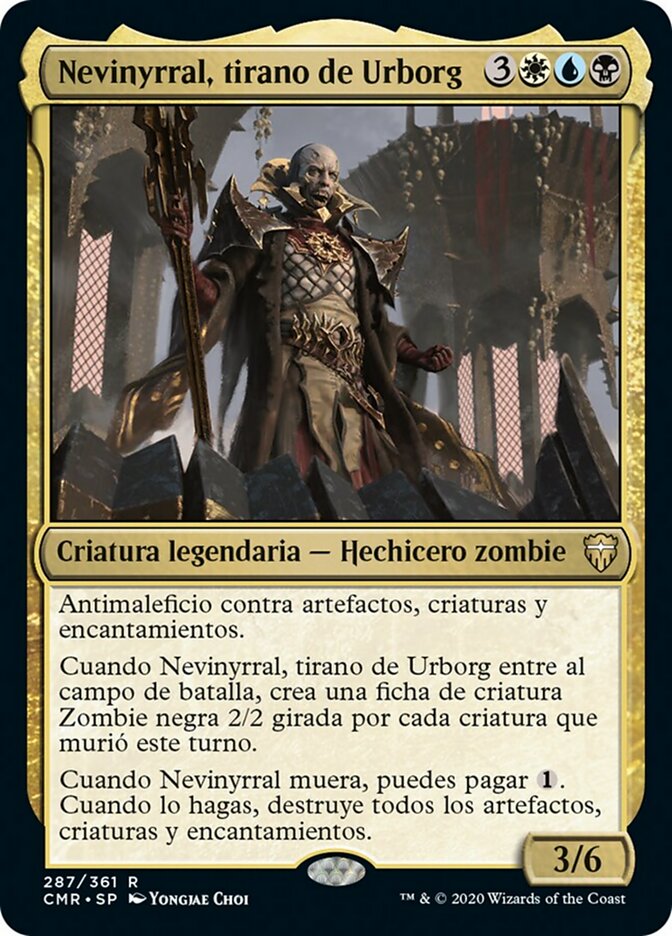 Nevinyrral, tirano de Urborg 3
Criatura legendaria — Hechicero zombie
Antimaleficio contra artefactos, criaturas y
encantamientos.
Cuando Nevinyrral, tirano de Urborg entre al
campo de batalla, crea una ficha de criatura
Zombie negra 2/2 girada por cada criatura que
murió este turno.
Cuando Nevinyrral muera, puedes pagar 1.
Cuando lo hagas, destruye todos los artefactos,
criaturas y encantamientos.
3/6
287/361 R
CMR • SP Yongjae Choi
™ & © 2020 Wizards of the Coast